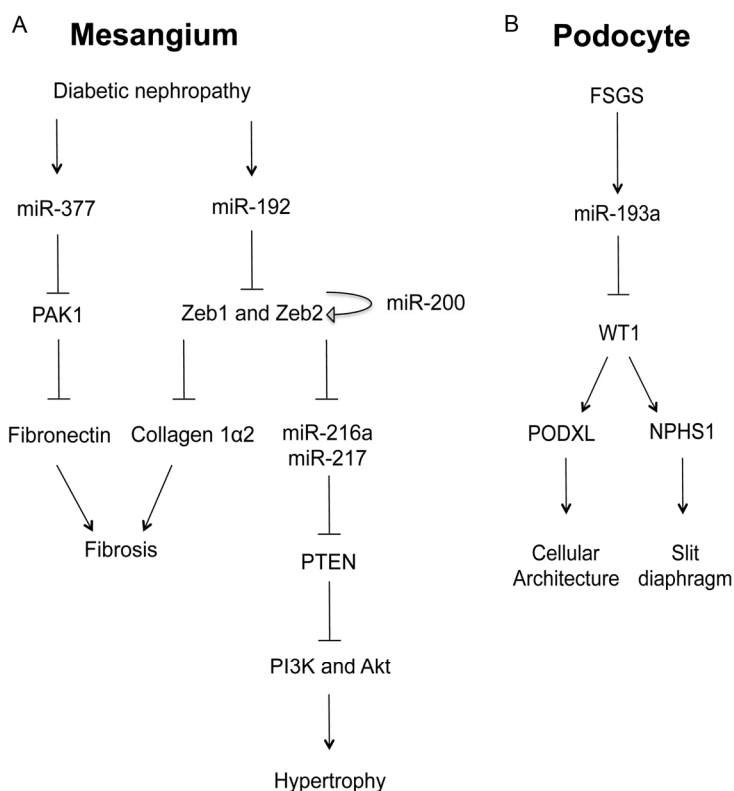 A
Mesangium
Diabetic nephropathy
miR-377
miR-192
PAK1
Zeb1 and Zeb2
miR-200
Fibronectin
Collagen 1α2
miR-216a
miR-217
Fibrosis
PTEN
PI3K and Akt
Hypertrophy
B
Podocyte
FSGS
miR-193a
WT1
PODXL
NPHS1
Cellular
Architecture
Slit
diaphragm